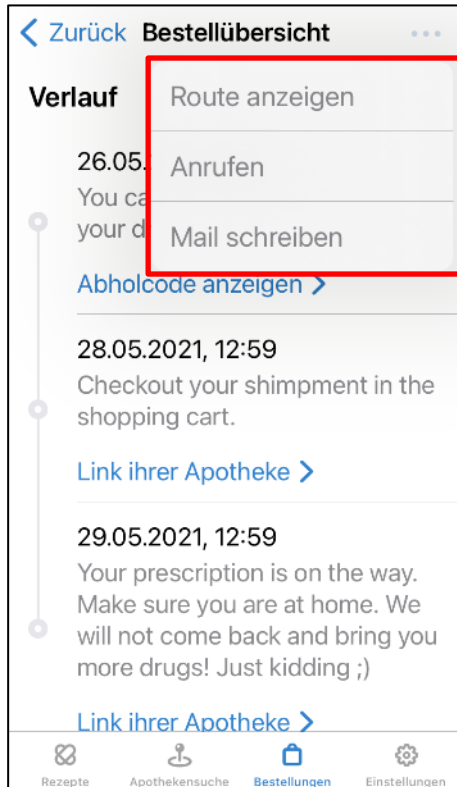 Zurück Bestellübersicht
Verlauf
Route anzeigen
Anrufen
Mail schreiben
26.05.
You ca
your d
Abholcode anzeigen
28.05.2021, 12:59
Checkout your shimpment in the
shopping cart.
Link ihrer Apotheke
29.05.2021, 12:59
Your prescription is on the way.
Make sure you are at home. We
will not come back and bring you
more drugs! Just kidding ;)
Link ihrer Apotheke
Rezepte Apothekensuche Bestellungen Einstellungen